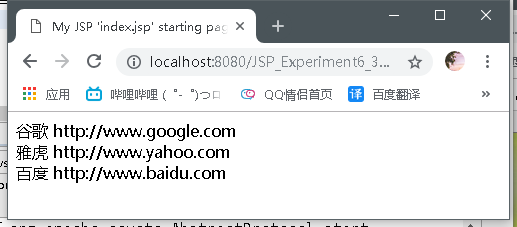 My JSP 'index.jsp' starting pag
localhost:8080/JSP_Experiment6_3...
应用 哔哩哔哩 ( ゜- ゜)つロ QQ情侣首页 译 百度翻译 »
谷歌 http://www.google.com
雅虎 http://www.yahoo.com
百度 http://www.baidu.com